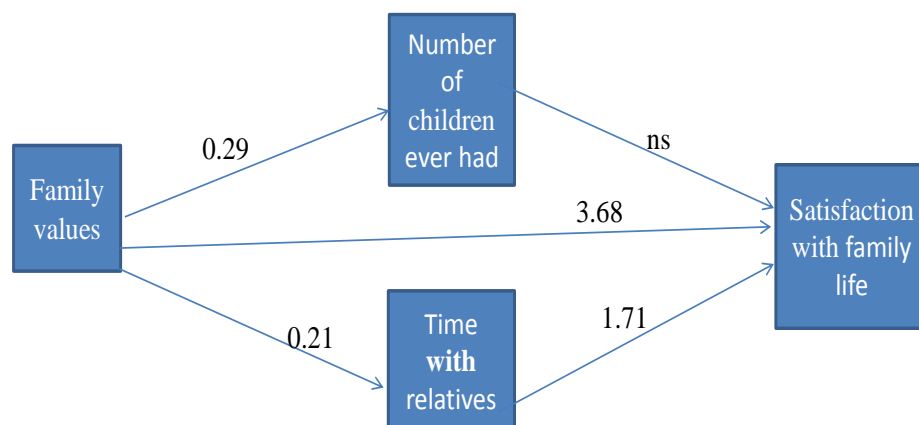 Number
of
children
ever had
0.29
ns
Family
values
3.68
Satisfaction
with family
life
0.21
Time
with
relatives
1.71